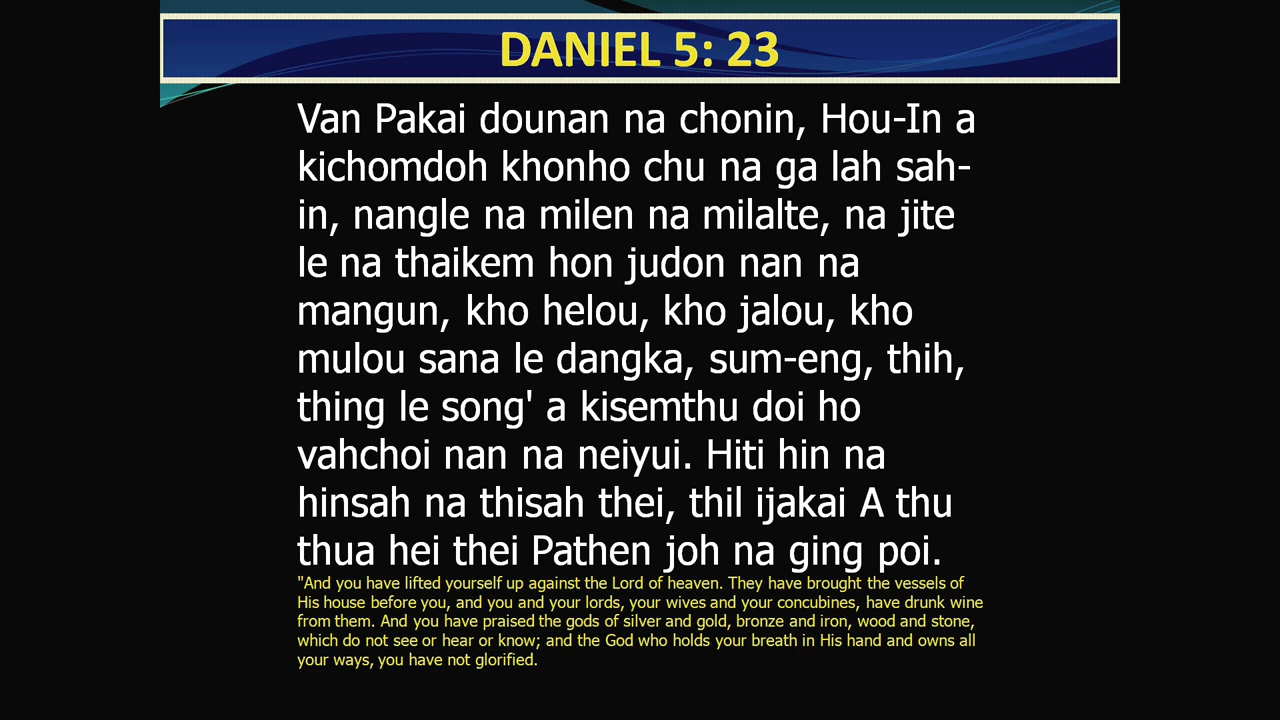 DANIEL 5: 23
Van Pakai dounan na chonin, Hou-In a
kichomdoh khonho chu na ga lah sah-
in, nangle na milen na milalte, na jite
le na thaikem hon judon nan na
mangun, kho helou, kho jalou, kho
mulou sana le dangka, sum-eng, thih,
thing le song' a kisemthu doi ho
vahchoi nan na neiyui. Hiti hin na
hinsah na thisah thei, thil ijakai A thu
thua hei thei Pathen joh na ging poi.
"And you have lifted yourself up against the Lord of heaven. They have brought the vessels of
His house before you, and you and your lords, your wives and your concubines, have drunk wine
from them. And you have praised the gods of silver and gold, bronze and iron, wood and stone,
which do not see or hear or know; and the God who holds your breath in His hand and owns all
your ways, you have not glorified.